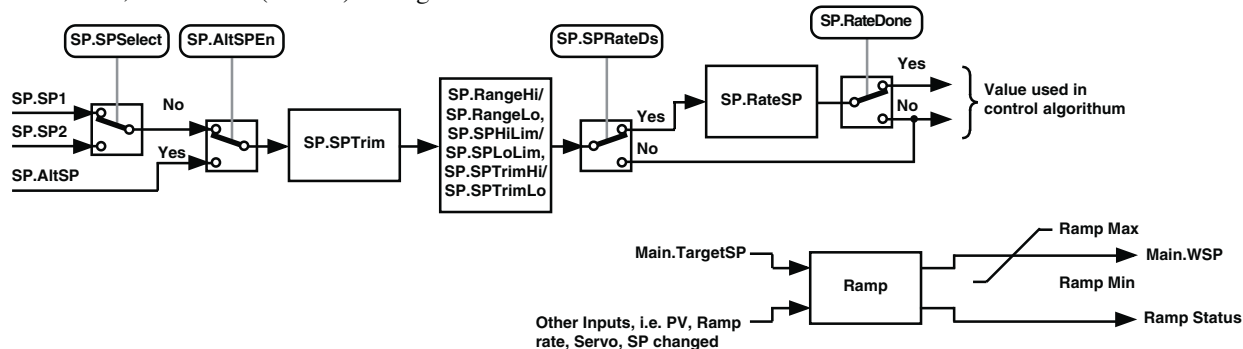 SP.SPSelect
SP.AltSPEn
SP.SPRateDs
SP.RateDone
SP.SP1
SP.SP2
SP.AltSP
No
Yes
SP.SPTrim
SP.RangeHi/
SP.RangeLo,
SP.SPHiLim/
SP.SPLoLim,
SP.SPTrimHi/
SP.SPTrimLo
Yes
No
SP.RateSP
Yes
No
Value used in
control algorithum
Main.TargetSP
Other Inputs, i.e. PV, Ramp
rate, Servo, SP changed
Ramp
Ramp Max
Main.WSP
Ramp Min
Ramp Status